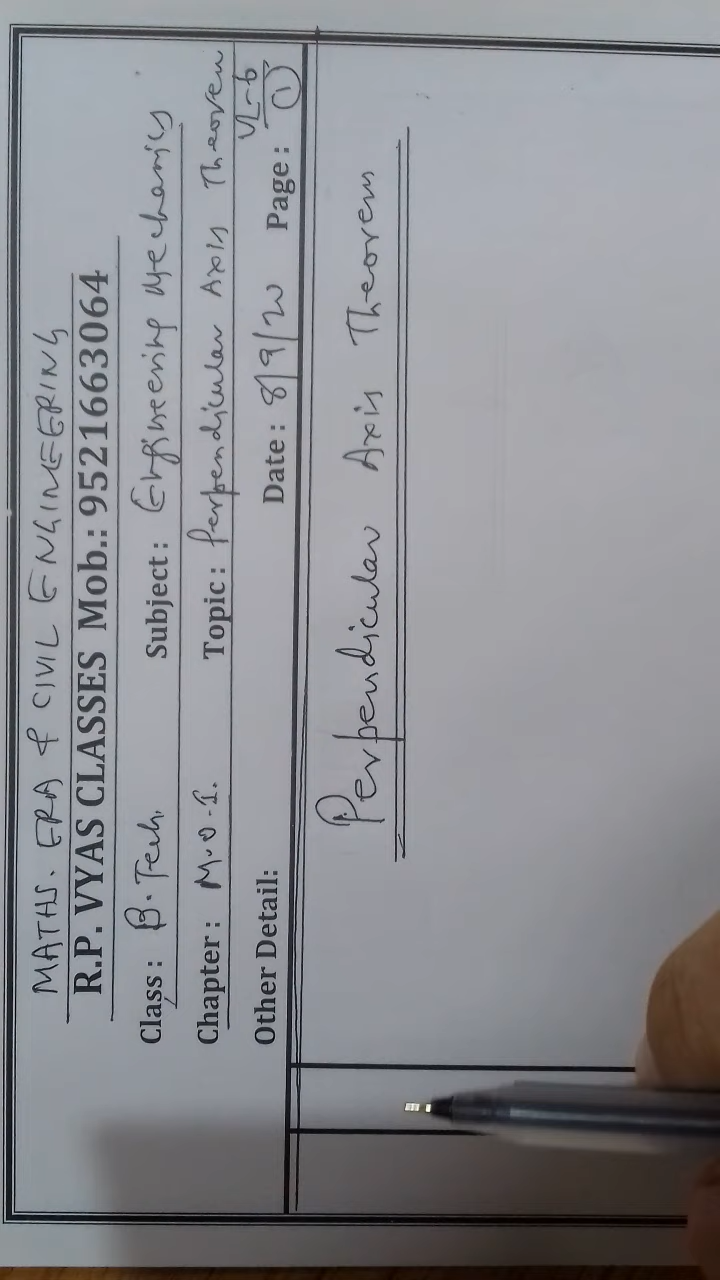 MATHS. ERA & CIVIL ENGINEERING
R.P. VYAS CLASSES Mob.: 9521663064
Class : B.Tech. Subject : Engineering Mechanics
Chapter : M.O.I. Topic : Perpendicular Axis Theorem
VL-6
Other Detail: Date : 8/9/20 Page : 1
Perpendicular Axis Theorem